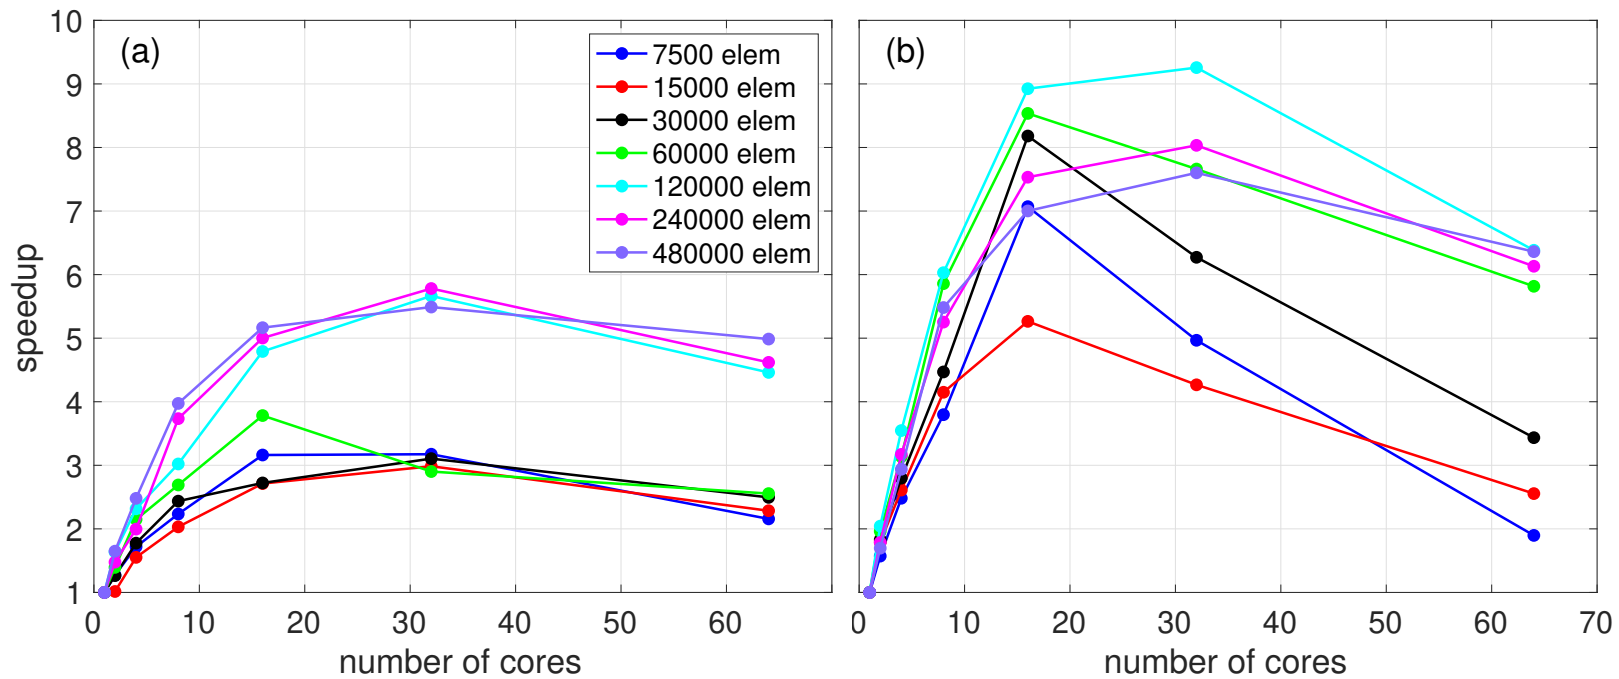 (a)
(b)
7500 elem
15000 elem
30000 elem
60000 elem
120000 elem
240000 elem
480000 elem
10
9
8
7
6
5
4
3
2
1
speedup
0 10 20 30 40 50 60
0 10 20 30 40 50 60 70
number of cores
number of cores